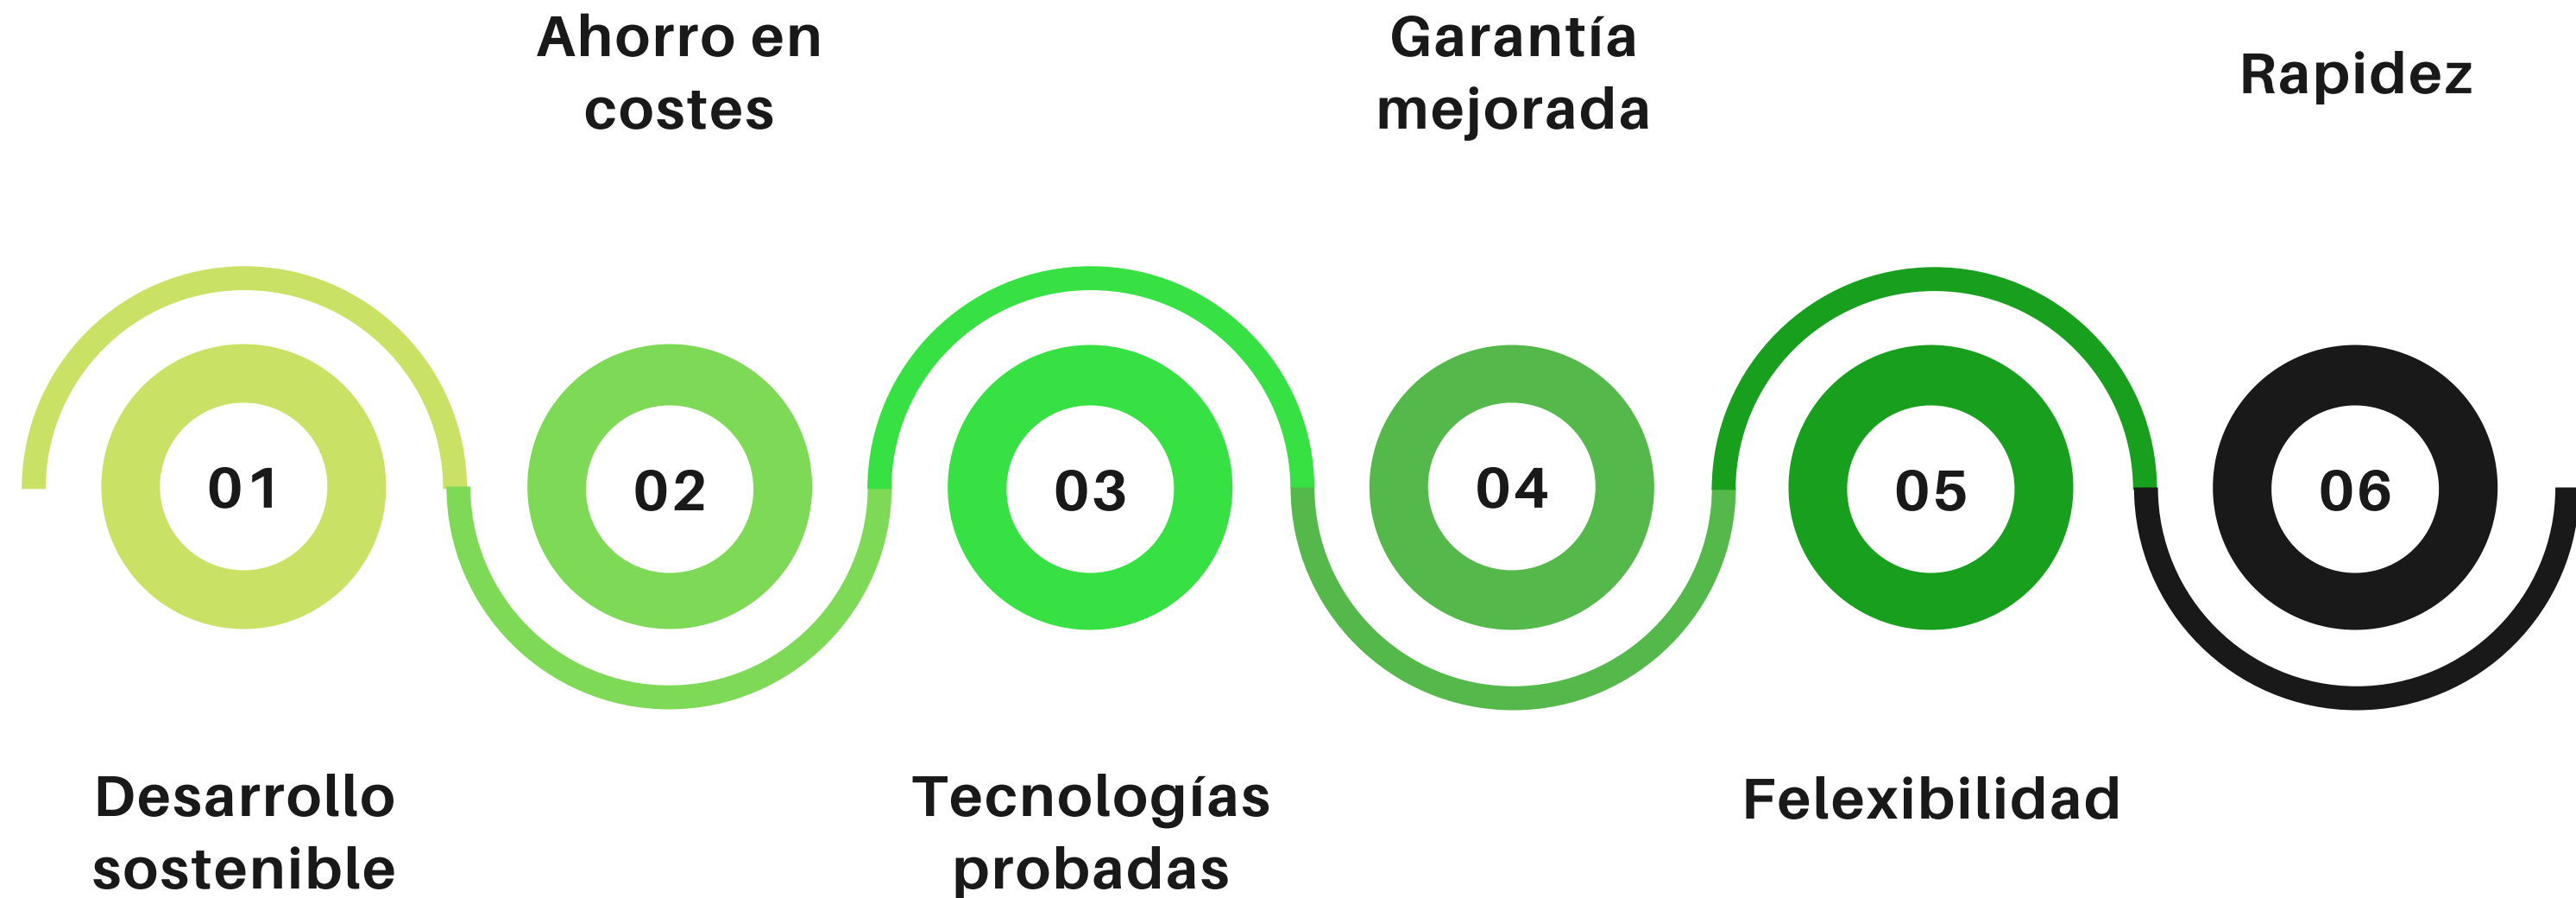 Ahorro en
costes
Garantía
mejorada
Rapidez
01
02
03
04
05
06
Desarrollo
sostenible
Tecnologías
probadas
Felexibilidad